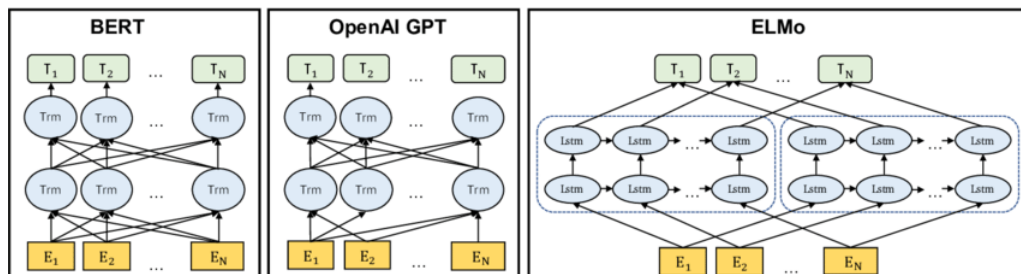 BERT
T1 T2 ... TN
Trm Trm ... Trm
Trm Trm ... Trm
E1 E2 ... EN
OpenAI GPT
T1 T2 ... TN
Trm Trm ... Trm
Trm Trm ... Trm
E1 E2 ... EN
ELMo
T1 T2 ... TN
Lstm Lstm ... Lstm Lstm Lstm ... Lstm
Lstm Lstm ... Lstm Lstm Lstm ... Lstm
E1 E2 ... EN